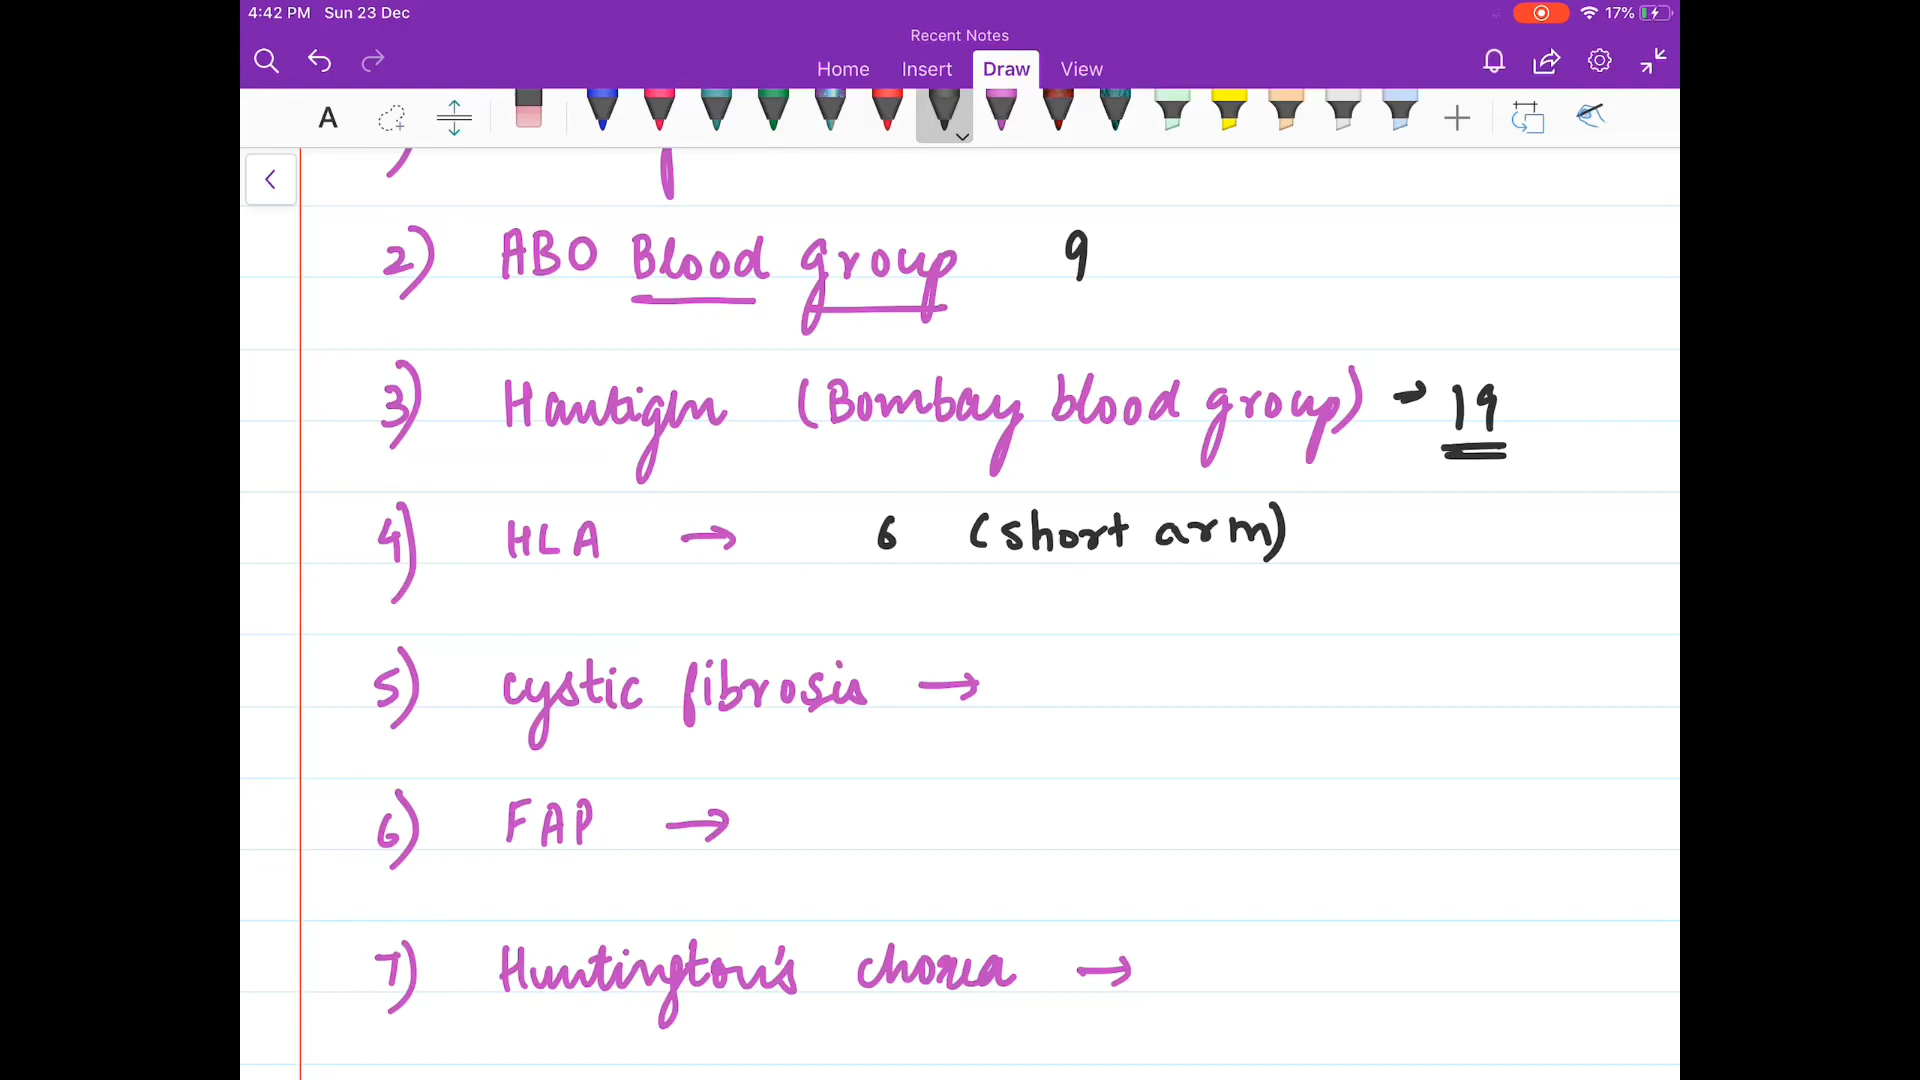 4:42 PM Sun 23 Dec 17%
Recent Notes
Home Insert Draw View
A
2) ABO Blood group 9
3) H antigen (Bombay blood group) → 19
4) HLA → 6 (short arm)
5) cystic fibrosis →
6) FAP →
7) Huntington's chorea →